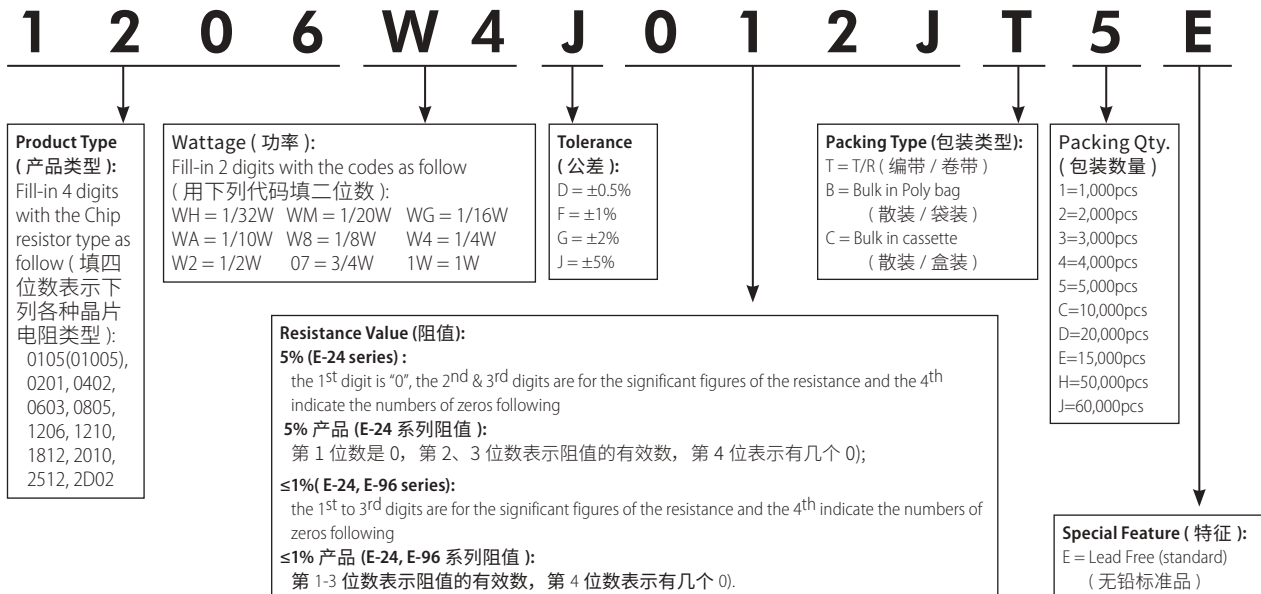 1 2 0 6 W 4 J 0 1 2 J T 5 E
Product Type
( 产品类型 ):
Fill-in 4 digits
with the Chip
resistor type as
follow ( 填四
位数表示下
列各种晶片
电阻类型 ):
0105(01005),
0201, 0402,
0603, 0805,
1206, 1210,
1812, 2010,
2512, 2D02
Wattage ( 功率 ):
Fill-in 2 digits with the codes as follow
( 用下列代码填二位数 ):
WH = 1/32W WM = 1/20W WG = 1/16W
WA = 1/10W W8 = 1/8W W4 = 1/4W
W2 = 1/2W 07 = 3/4W 1W = 1W
Tolerance
( 公差 ):
D = ±0.5%
F = ±1%
G = ±2%
J = ±5%
Resistance Value (阻值):
5% (E-24 series) :
the 1st digit is “0”, the 2nd & 3rd digits are for the significant figures of the resistance and the 4th
indicate the numbers of zeros following
5% 产品 (E-24 系列阻值 ):
第 1 位数是 0，第 2、3 位数表示阻值的有效数，第 4 位表示有几个 0);
≤1%( E-24, E-96 series):
the 1st to 3rd digits are for the significant figures of the resistance and the 4th indicate the numbers of
zeros following
≤1% 产品 (E-24, E-96 系列阻值 ):
第 1-3 位数表示阻值的有效数，第 4 位数表示有几个 0).
Packing Type (包装类型):
T = T/R ( 编带 / 卷带 )
B = Bulk in Poly bag
( 散装 / 袋装 )
C = Bulk in cassette
( 散装 / 盒装 )
Packing Qty.
( 包装数量 )
1=1,000pcs
2=2,000pcs
3=3,000pcs
4=4,000pcs
5=5,000pcs
C=10,000pcs
D=20,000pcs
E=15,000pcs
H=50,000pcs
J=60,000pcs
Special Feature ( 特征 ):
E = Lead Free (standard)
( 无铅标准品 )